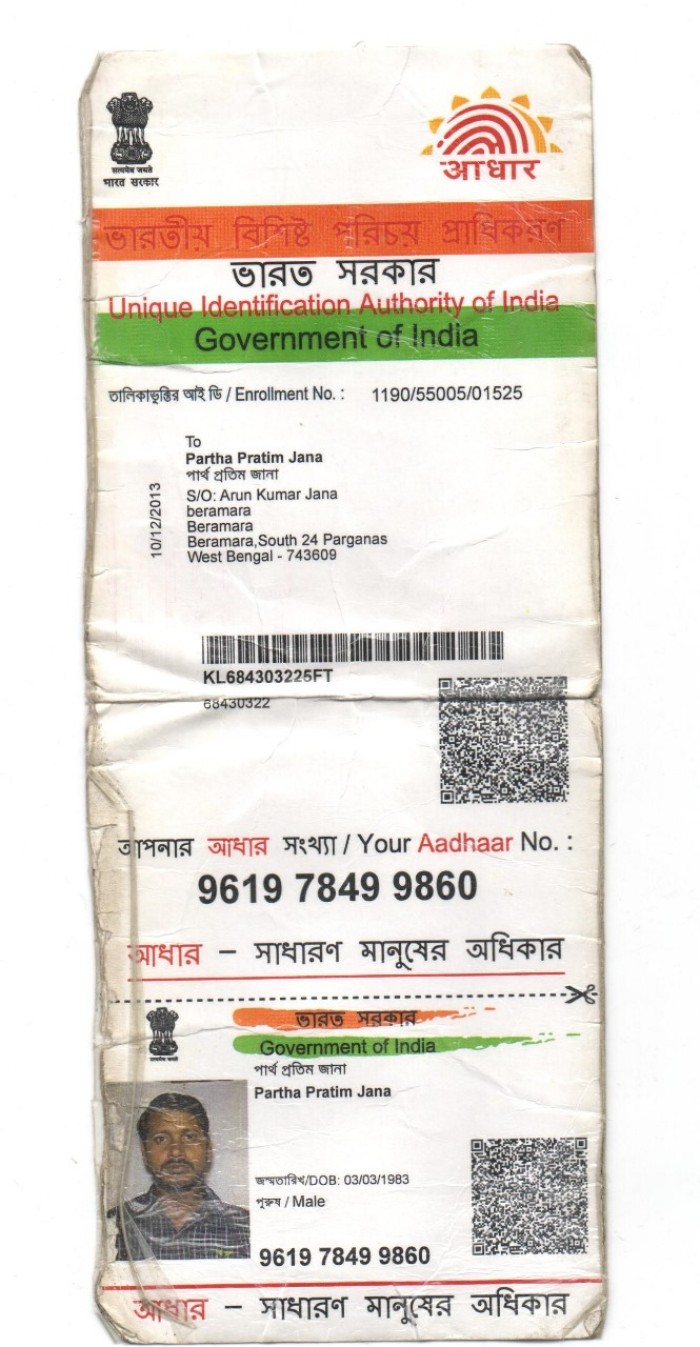 सत्यमेव जयते
भारत सरकार
आधार
ভারতীয় বিশিষ্ট পরিচয় প্রাধিকরণ
ভারত সরকার
Unique Identification Authority of India
Government of India
তালিকাভুক্তির আই ডি / Enrollment No. : 1190/55005/01525
To
Partha Pratim Jana
পার্থ প্রতিম জানা
S/O: Arun Kumar Jana
beramara
Beramara
Beramara,South 24 Parganas
West Bengal - 743609
10/12/2013
KL684303225FT
68430322
আপনার আধার সংখ্যা / Your Aadhaar No. :
9619 7849 9860
আধার – সাধারণ মানুষের অধিকার
ভারত সরকার
Government of India
পার্থ প্রতিম জানা
Partha Pratim Jana
জন্মতারিখ/DOB: 03/03/1983
পুরুষ / Male
9619 7849 9860
আধার – সাধারণ মানুষের অধিকার